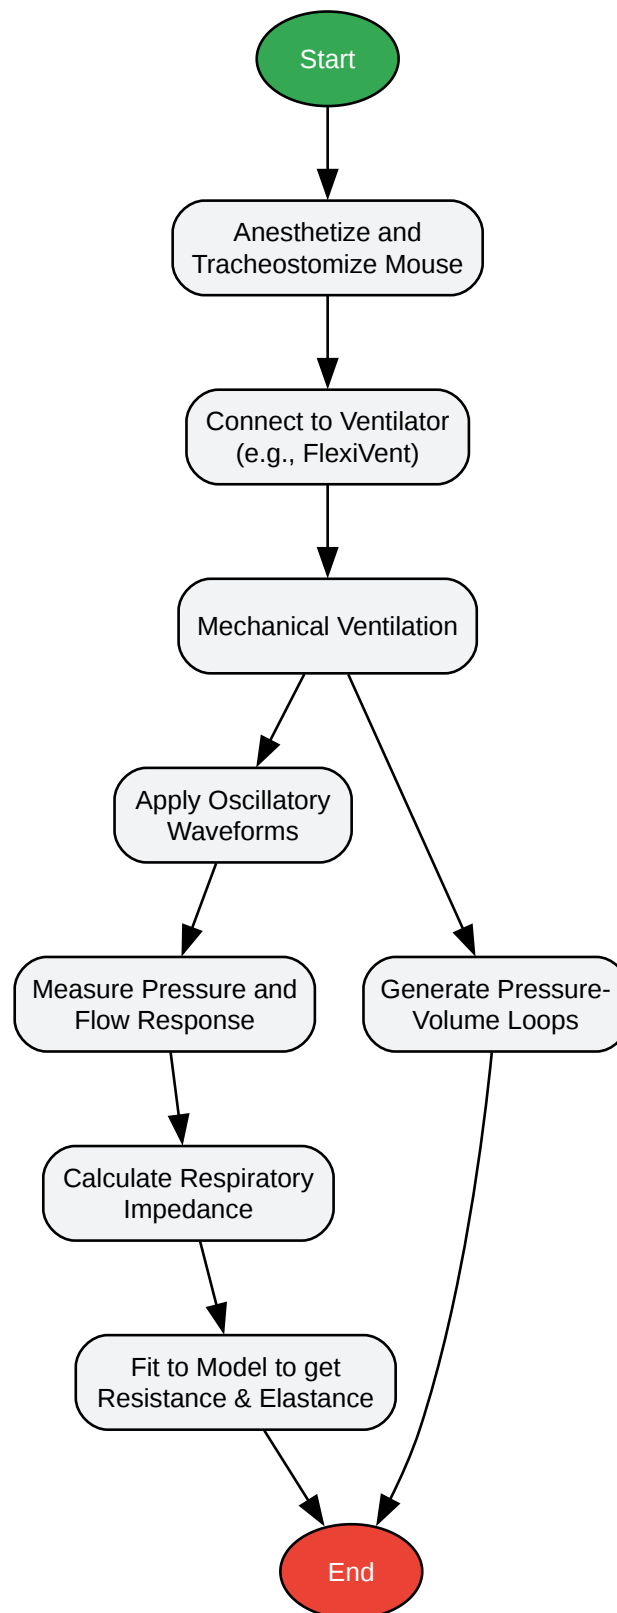 Start
Anesthetize and
Tracheostomize Mouse
Connect to Ventilator
(e.g., FlexiVent)
Mechanical Ventilation
Apply Oscillatory
Waveforms
Measure Pressure and
Flow Response
Generate Pressure-
Volume Loops
Calculate Respiratory
Impedance
Fit to Model to get
Resistance & Elastance
End